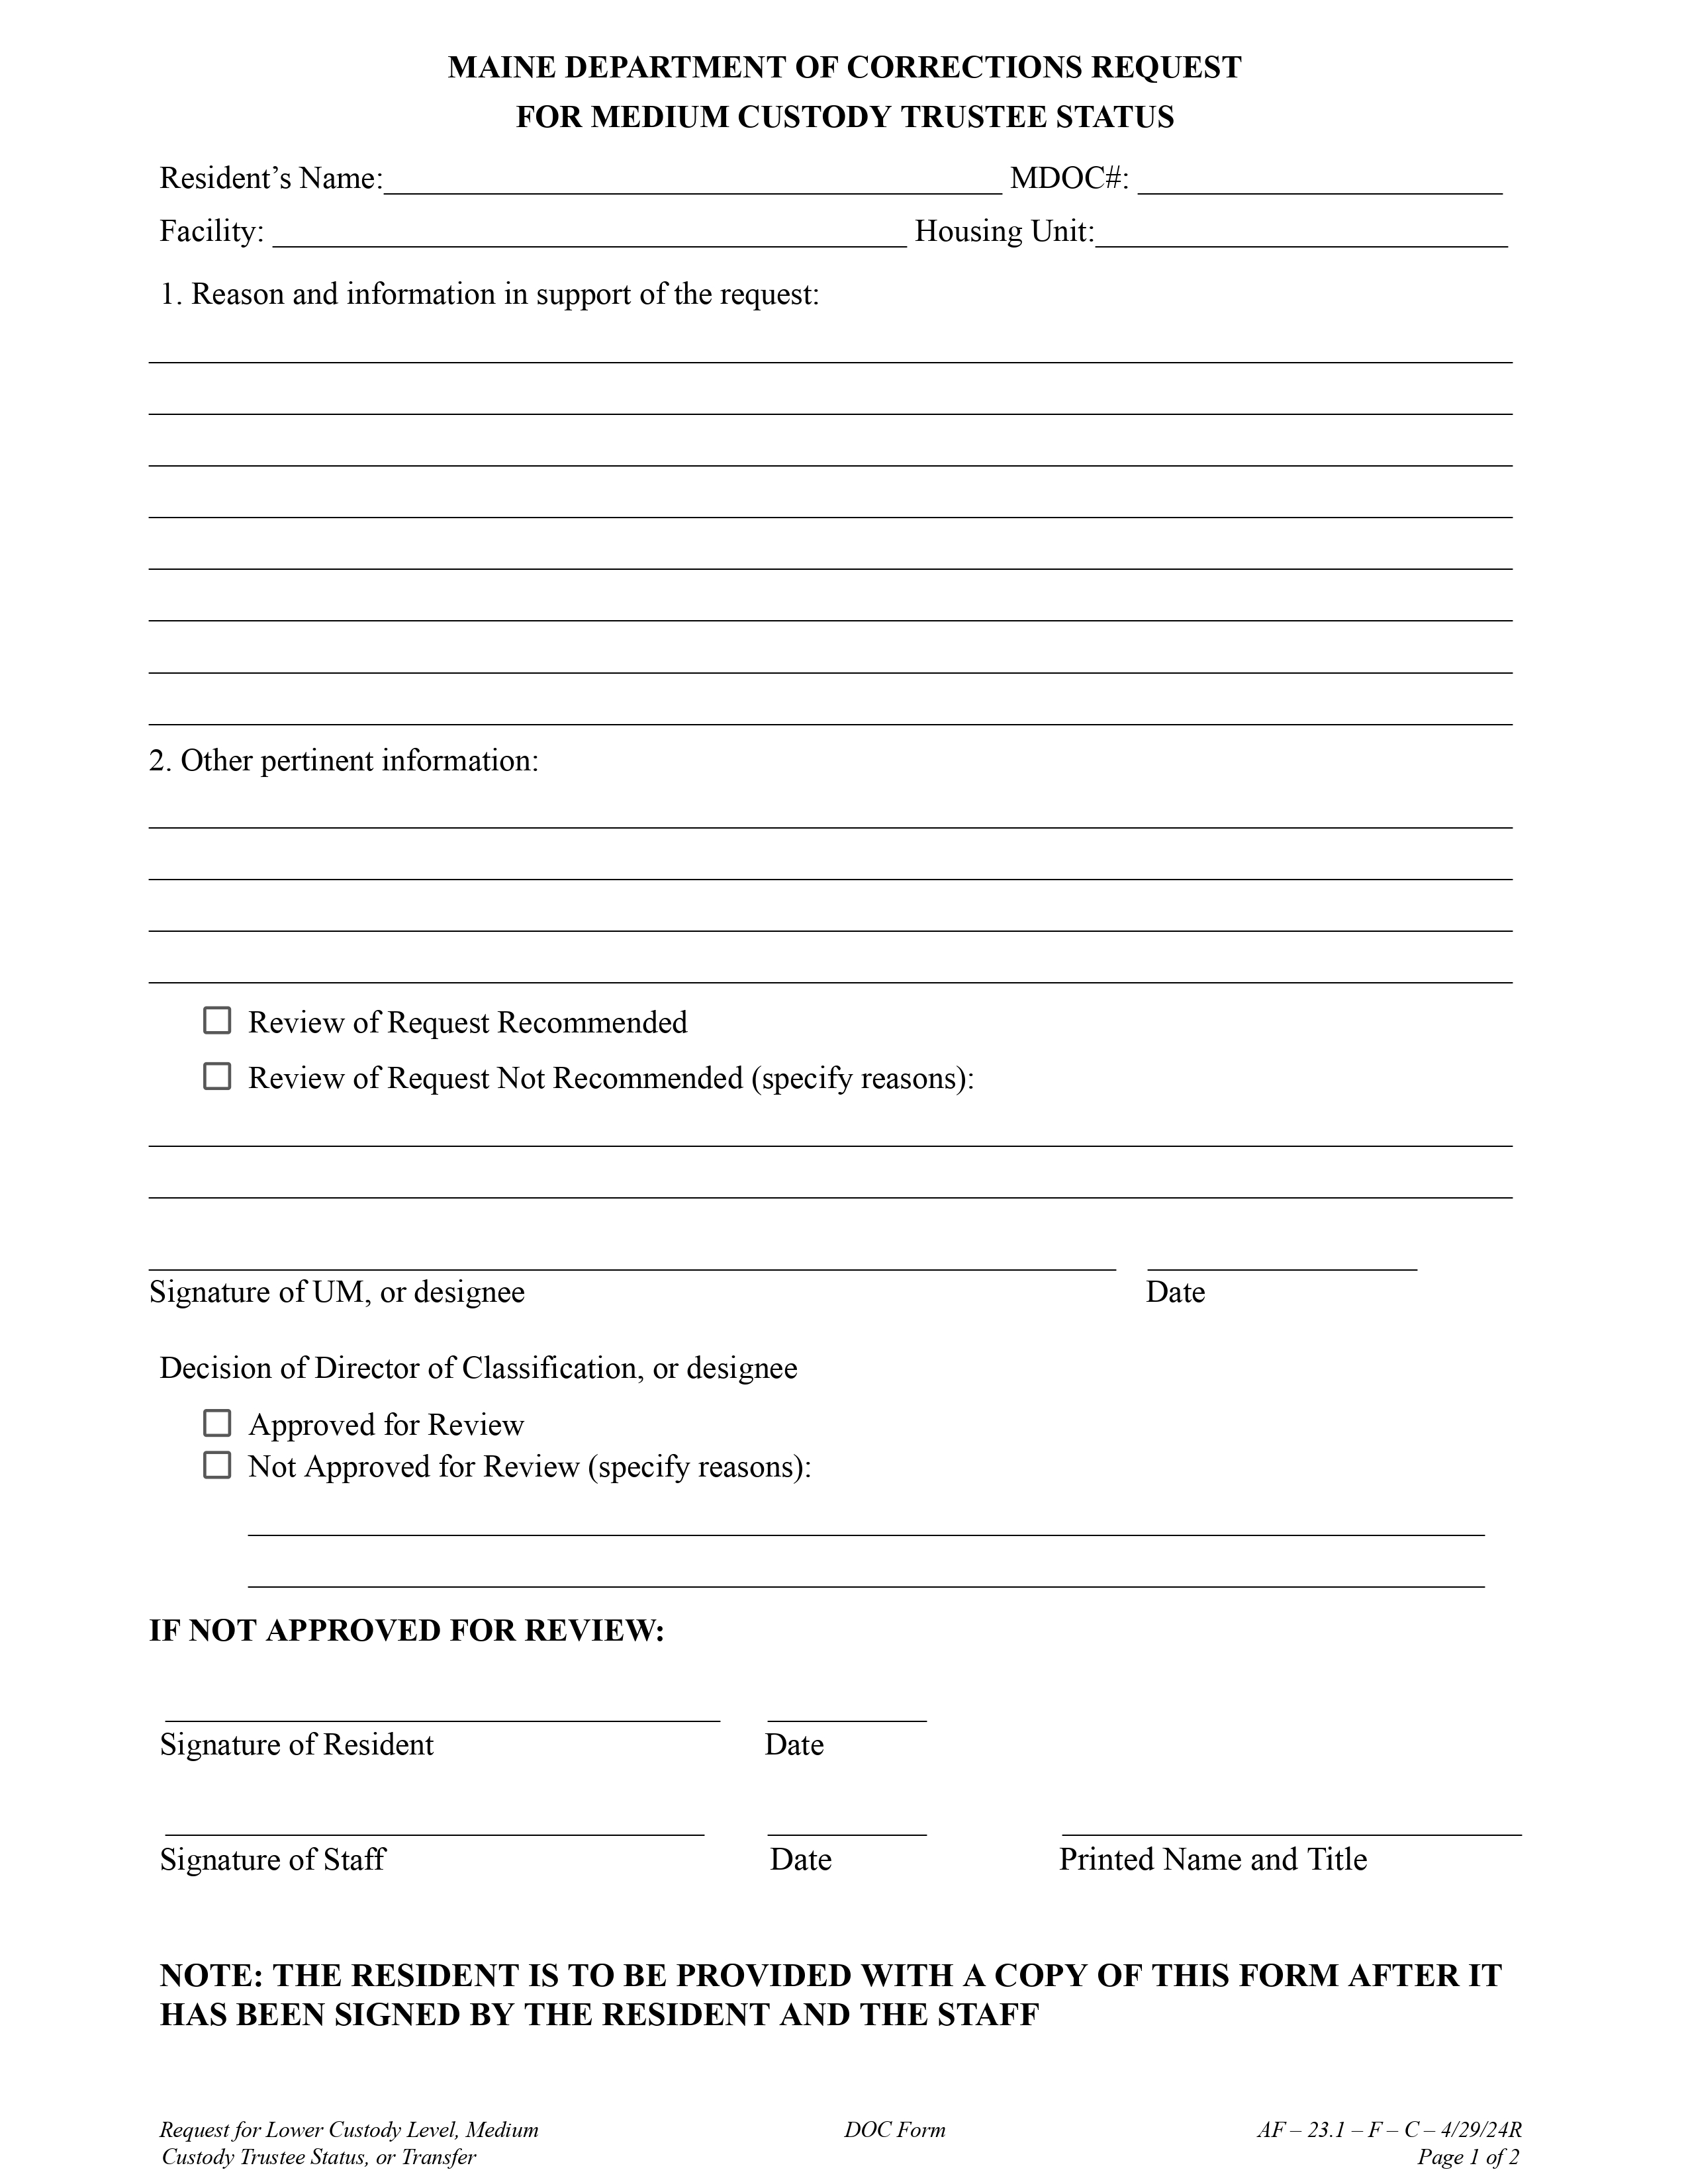 MAINE DEPARTMENT OF CORRECTIONS REQUEST
FOR MEDIUM CUSTODY TRUSTEE STATUS
Resident’s Name: MDOC#:
Facility: Housing Unit:
1. Reason and information in support of the request:
2. Other pertinent information:
Review of Request Recommended
Review of Request Not Recommended (specify reasons):
Signature of UM, or designee Date
Decision of Director of Classification, or designee
Approved for Review
Not Approved for Review (specify reasons):
IF NOT APPROVED FOR REVIEW:
Signature of Resident Date
Signature of Staff Date Printed Name and Title
NOTE: THE RESIDENT IS TO BE PROVIDED WITH A COPY OF THIS FORM AFTER IT
HAS BEEN SIGNED BY THE RESIDENT AND THE STAFF
Request for Lower Custody Level, Medium DOC Form AF – 23.1 – F – C – 4/29/24R
Custody Trustee Status, or Transfer Page 1 of 2